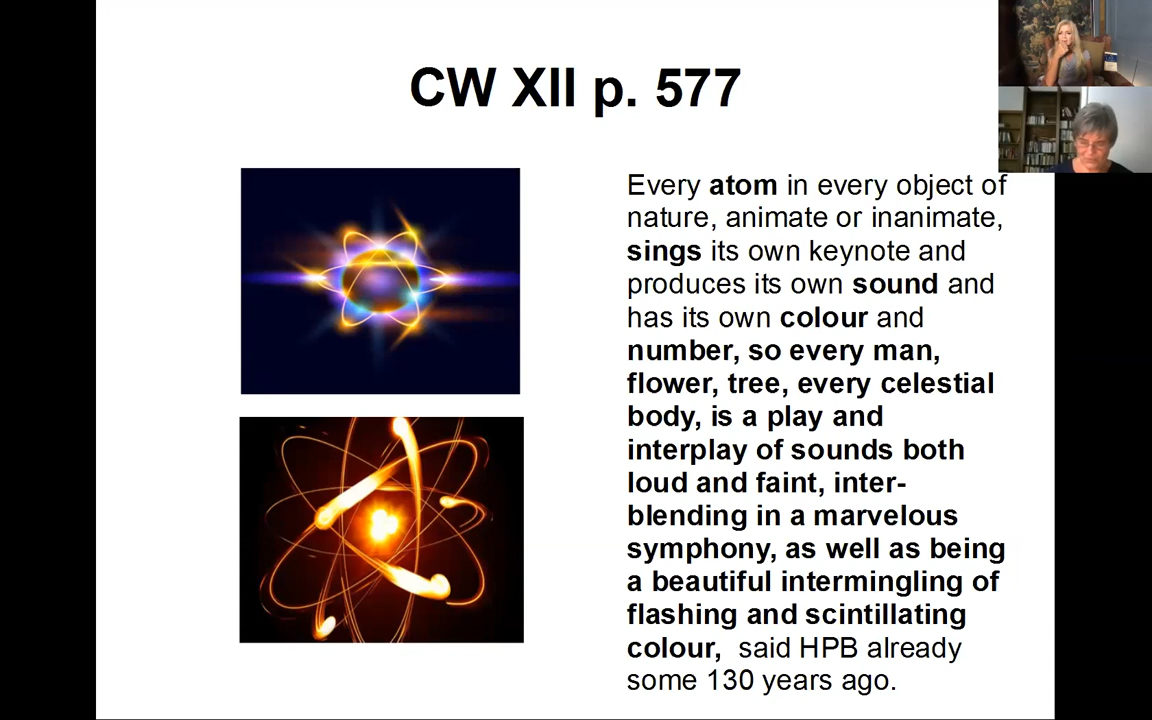 CW XII p. 577
Every atom in every object of
nature, animate or inanimate,
sings its own keynote and
produces its own sound and
has its own colour and
number, so every man,
flower, tree, every celestial
body, is a play and
interplay of sounds both
loud and faint, inter-
blending in a marvelous
symphony, as well as being
a beautiful intermingling of
flashing and scintillating
colour,  said HPB already
some 130 years ago.